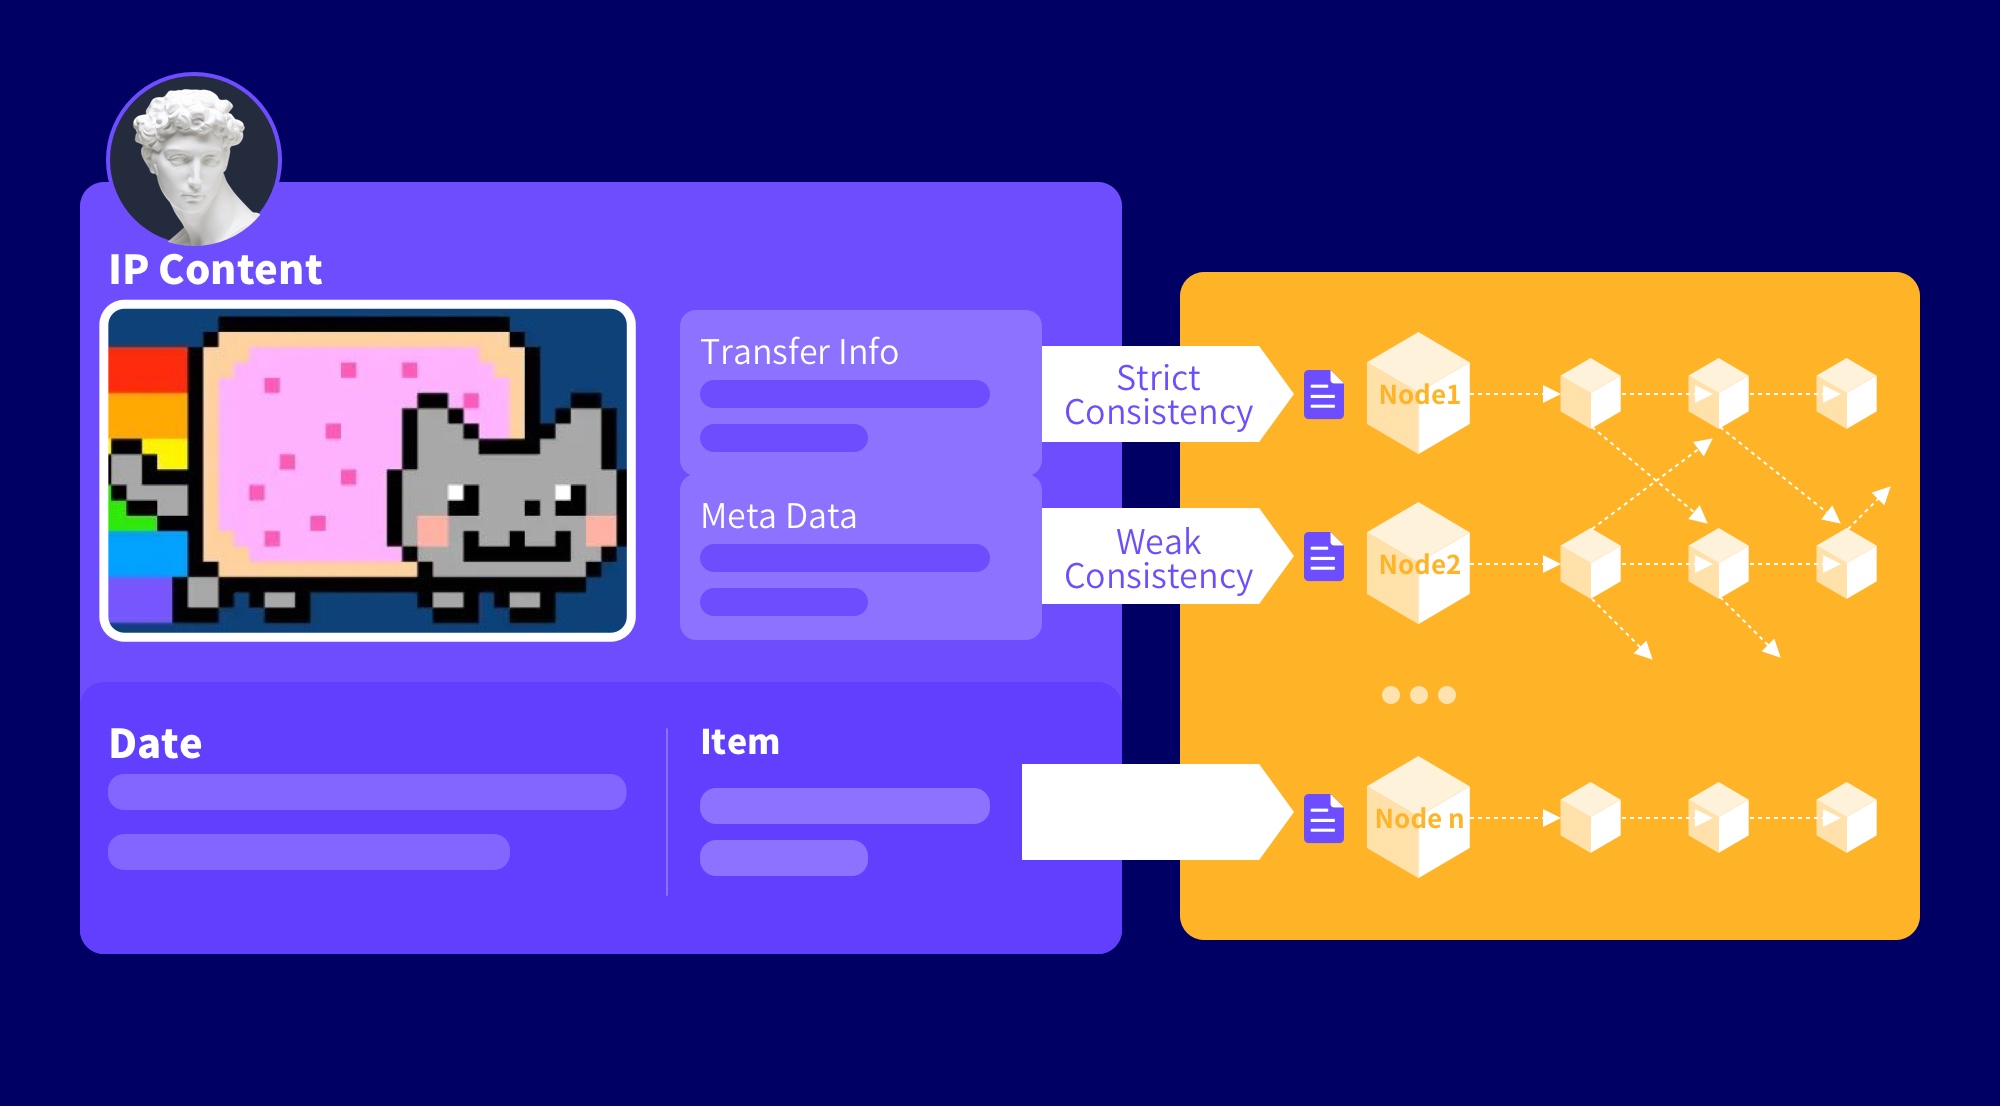 IP Content
Transfer Info
Meta Data
Strict
Consistency
Weak
Consistency
Node1
Node2
Date
Item
Node n